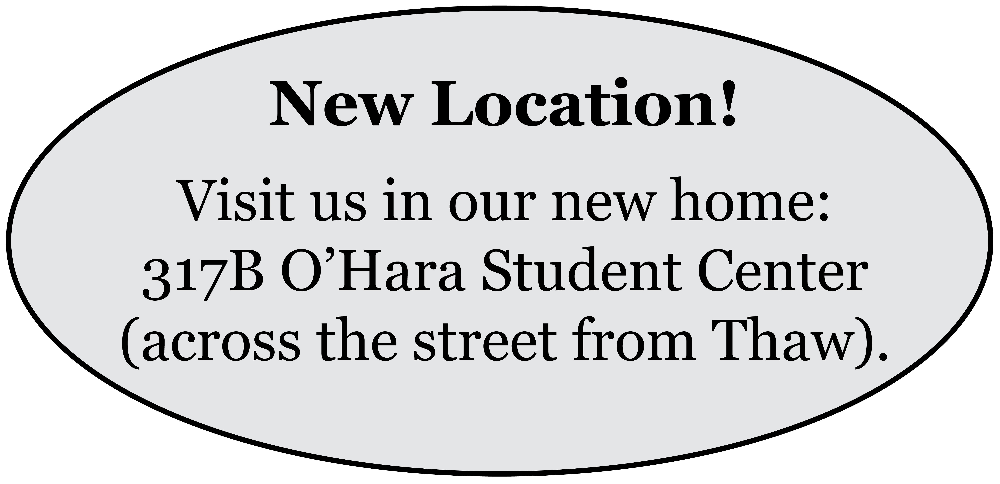 New Location!
Visit us in our new home:
317B O’Hara Student Center
(across the street from Thaw).